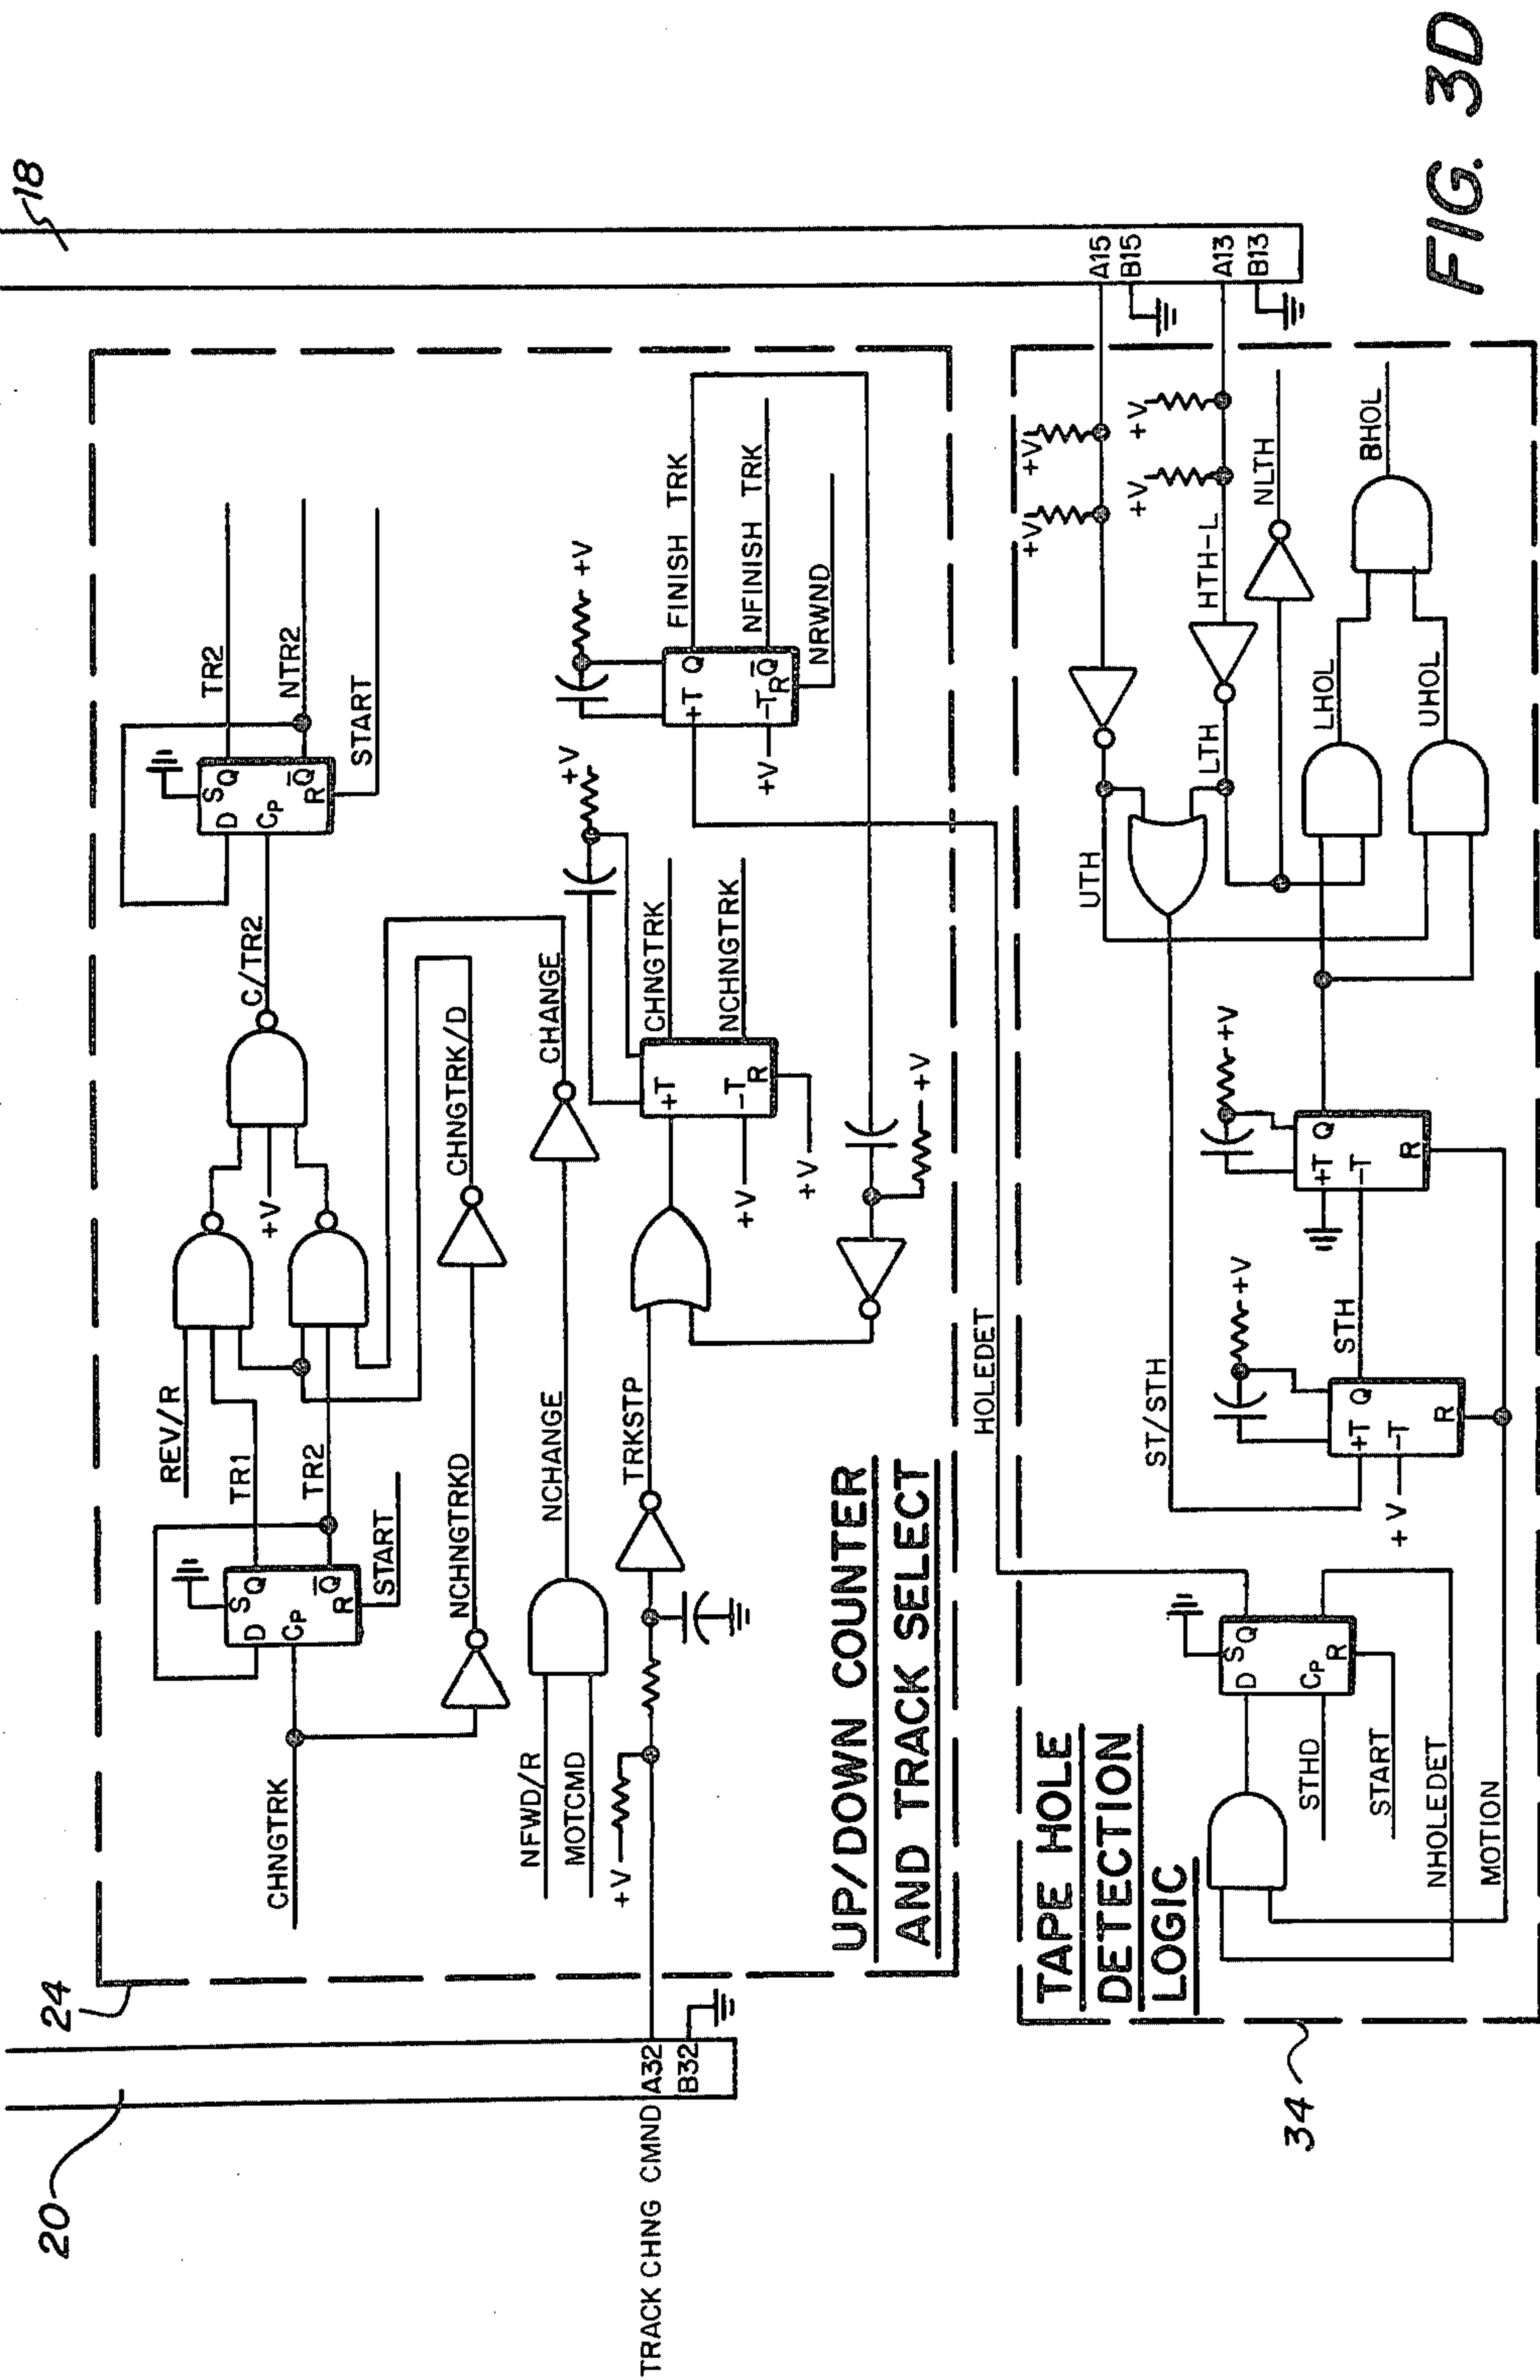 18
TR2
NTR2
START
S
Q
D
Q
CP
R
C/TR2
+V
REV/R
TR1
TR2
START
S
Q
D
Q
CP
R
CHNGTRK
NCHNGTRKD
CHNGTRK/D
NFWD/R
MOTCMD
NCHANGE
CHANGE
+V
TRKSTP
+V
+T
-T
R
+V
+V
CHNGTRK
NCHNGTRK
+V
+T
Q
-T
Q
R
+V
FINISH TRK
NFINISH TRK
NRWND
+V
24
20
A32
B32
TRACK CHNG CMND
UP/DOWN COUNTER
AND TRACK SELECT
HOLEDET
A15
B15
A13
B13
+V
+V
+V
+V
HTH-L
NLTH
UTH
LTH
LHOL
UHOL
BHOL
ST/STH
+V
+T
Q
-T
R
STH
+V
+V
+T
Q
-T
R
S
Q
D
CP
R
STHD
START
NHOLEDET
MOTION
TAPE HOLE
DETECTION
LOGIC
34
FIG. 3D